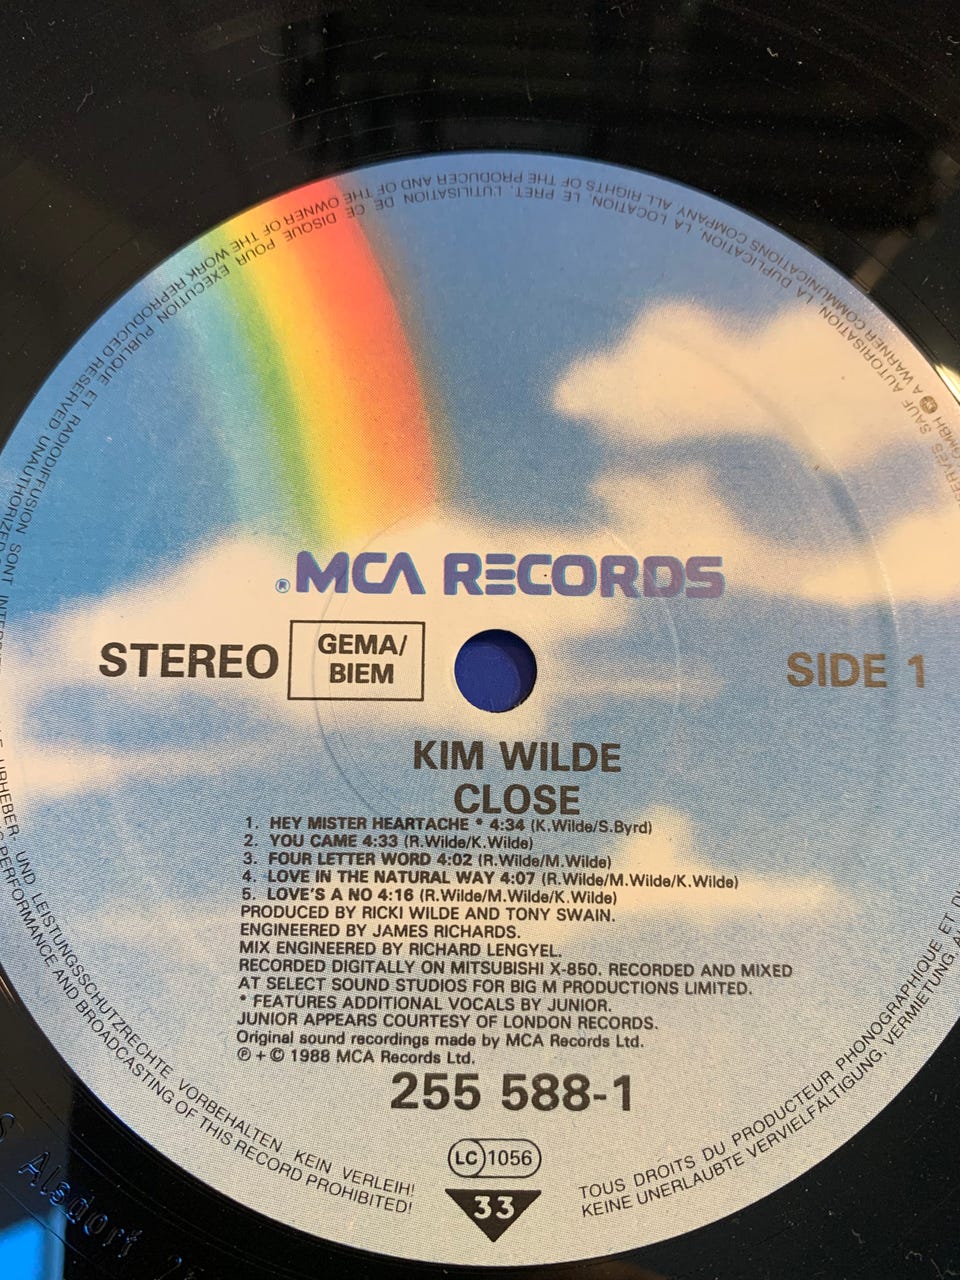 ® MCA RECORDS
STEREO
GEMA/
BIEM
SIDE 1
KIM WILDE
CLOSE
1. HEY MISTER HEARTACHE * 4:34 (K.Wilde/S.Byrd)
2. YOU CAME 4:33 (R.Wilde/K.Wilde)
3. FOUR LETTER WORD 4:02 (R.Wilde/M.Wilde)
4. LOVE IN THE NATURAL WAY 4:07 (R.Wilde/M.Wilde/K.Wilde)
5. LOVE'S A NO 4:16 (R.Wilde/M.Wilde/K.Wilde)
PRODUCED BY RICKI WILDE AND TONY SWAIN.
ENGINEERED BY JAMES RICHARDS.
MIX ENGINEERED BY RICHARD LENGYEL.
RECORDED DIGITALLY ON MITSUBISHI X-850. RECORDED AND MIXED
AT SELECT SOUND STUDIOS FOR BIG M PRODUCTIONS LIMITED.
* FEATURES ADDITIONAL VOCALS BY JUNIOR.
JUNIOR APPEARS COURTESY OF LONDON RECORDS.
Original sound recordings made by MCA Records Ltd.
℗ + © 1988 MCA Records Ltd.
255 588-1
LC 1056
33
URHEBER- UND LEISTUNGSSCHUTZRECHTE VORBEHALTEN. KEIN VERLEIH!
KEINE UNERLAUBTE VERVIELFÄLTIGUNG, VERMIETUNG,
TOUS DROITS DU PRODUCTEUR PHONOGRAPHIQUE ET
SAUF AUTORISATION, LA DUPLICATION, LA LOCATION, LE PRET, L'UTILISATION DE CE DISQUE POUR EXECUTION PUBLIQUE ET RADIODIFFUSION SONT
GMBH A WARNER COMMUNICATIONS COMPANY. ALL RIGHTS OF THE PRODUCER AND OF THE OWNER OF THE WORK REPRODUCED RESERVED. UNAUTHORIZED
PERFORMANCE AND BROADCASTING OF THIS RECORD PROHIBITED!
Alsdorf